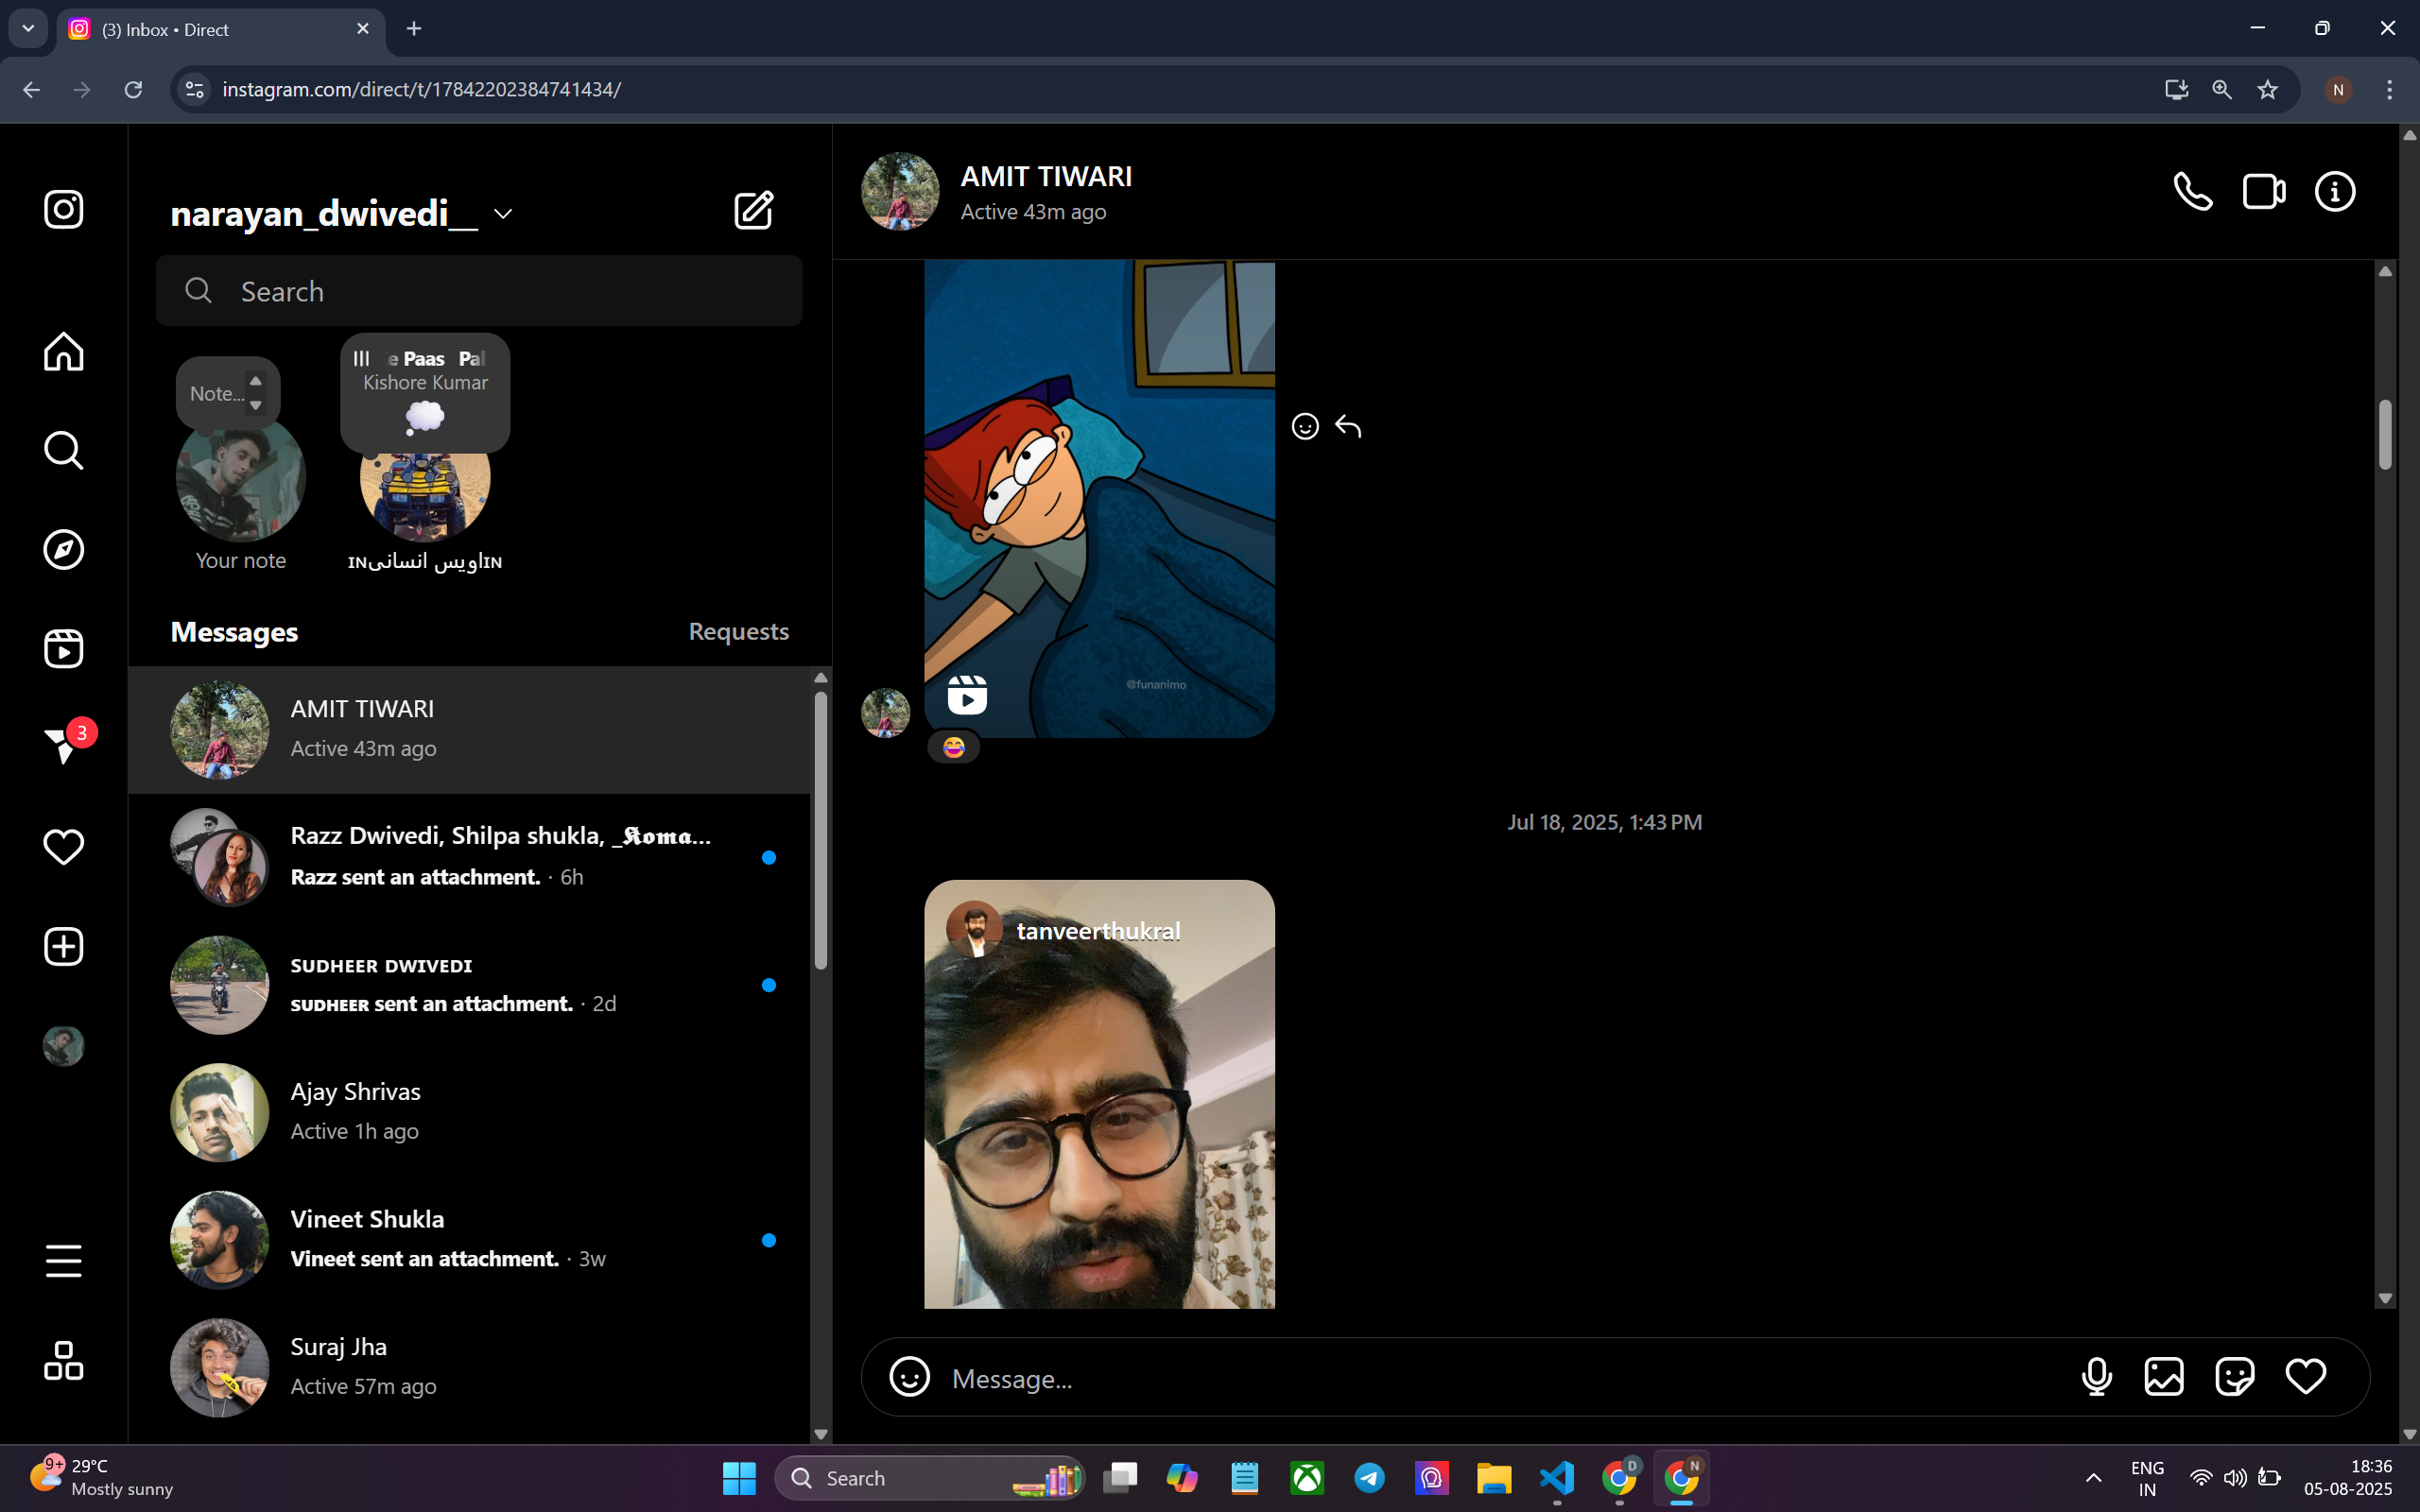 (3) Inbox • Direct
instagram.com/direct/t/17842202384741434/
N
narayan_dwivedi__
Search
Note...
e Paas Pal
Kishore Kumar
Your note
ɪɴاویس انسانیɪɴ
Messages
Requests
3
AMIT TIWARI
Active 43m ago
Razz Dwivedi, Shilpa shukla, _𝕶𝖔𝖒𝖆...
Razz sent an attachment. · 6h
SUDHEER DWIVEDI
SUDHEER sent an attachment. · 2d
Ajay Shrivas
Active 1h ago
Vineet Shukla
Vineet sent an attachment. · 3w
Suraj Jha
Active 57m ago
AMIT TIWARI
Active 43m ago
@funanimo
Jul 18, 2025, 1:43 PM
tanveerthukral
Message...
9+
29°C
Mostly sunny
Search
D
N
ENG
IN
18:36
05-08-2025